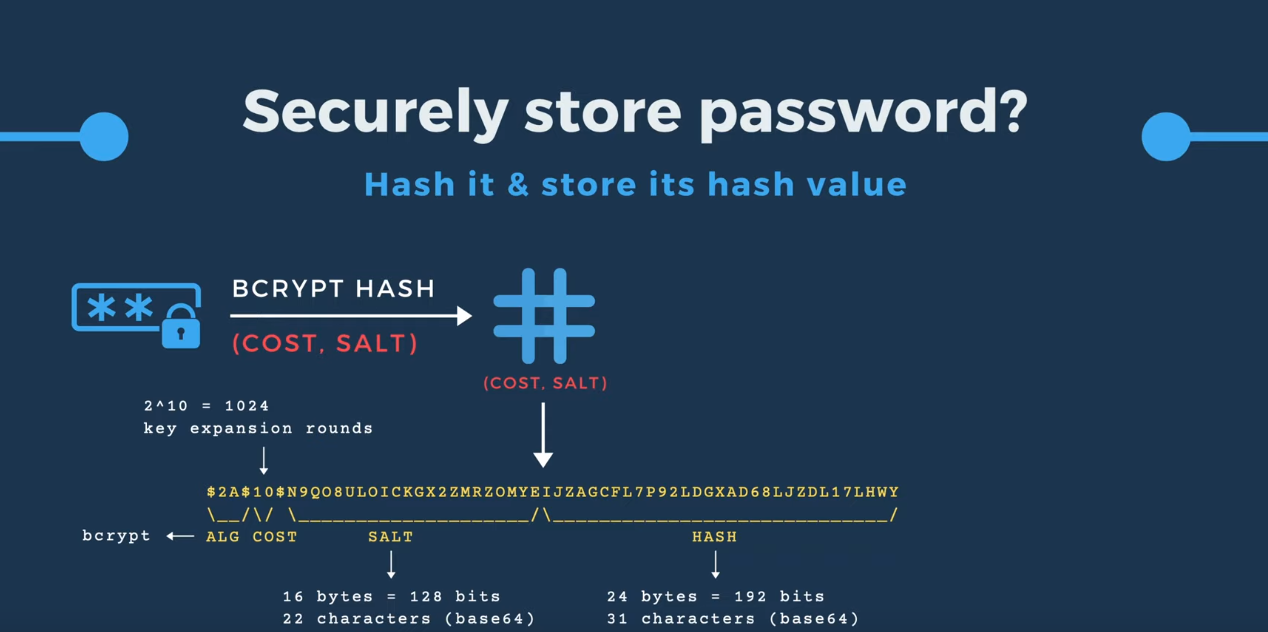 Securely store password?
Hash it & store its hash value
** 
BCRYPT HASH
(COST, SALT)
#
(COST, SALT)
2^10 = 1024
key expansion rounds
$2A$10$N9QO8ULOICKGX2ZMRZOMYEIJZAGCFL7P92LDGXAD68LJZDL17LHWY
\__/\/ \____________________/\_____________________________/
bcrypt ALG COST SALT HASH
16 bytes = 128 bits
22 characters (base64)
24 bytes = 192 bits
31 characters (base64)